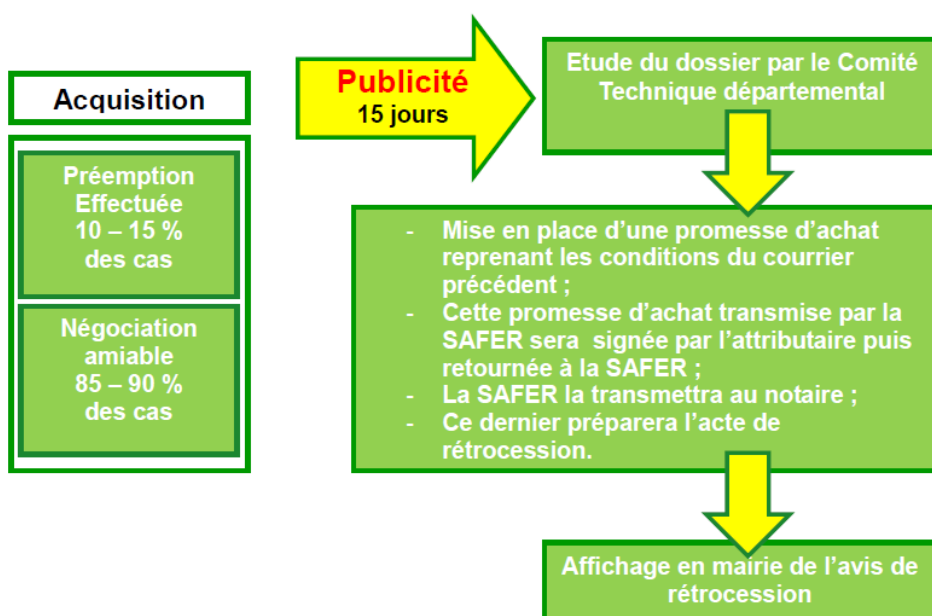 Acquisition
Préemption
Effectuée
10 – 15 %
des cas
Négociation
amiable
85 – 90 %
des cas
Publicité
15 jours
Etude du dossier par le Comité
Technique départemental
- Mise en place d’une promesse d’achat
reprenant les conditions du courrier
précédent ;
- Cette promesse d’achat transmise par la
SAFER sera signée par l’attributaire puis
retournée à la SAFER ;
- La SAFER la transmettra au notaire ;
- Ce dernier préparera l’acte de
rétrocession.
Affichage en mairie de l’avis de
rétrocession